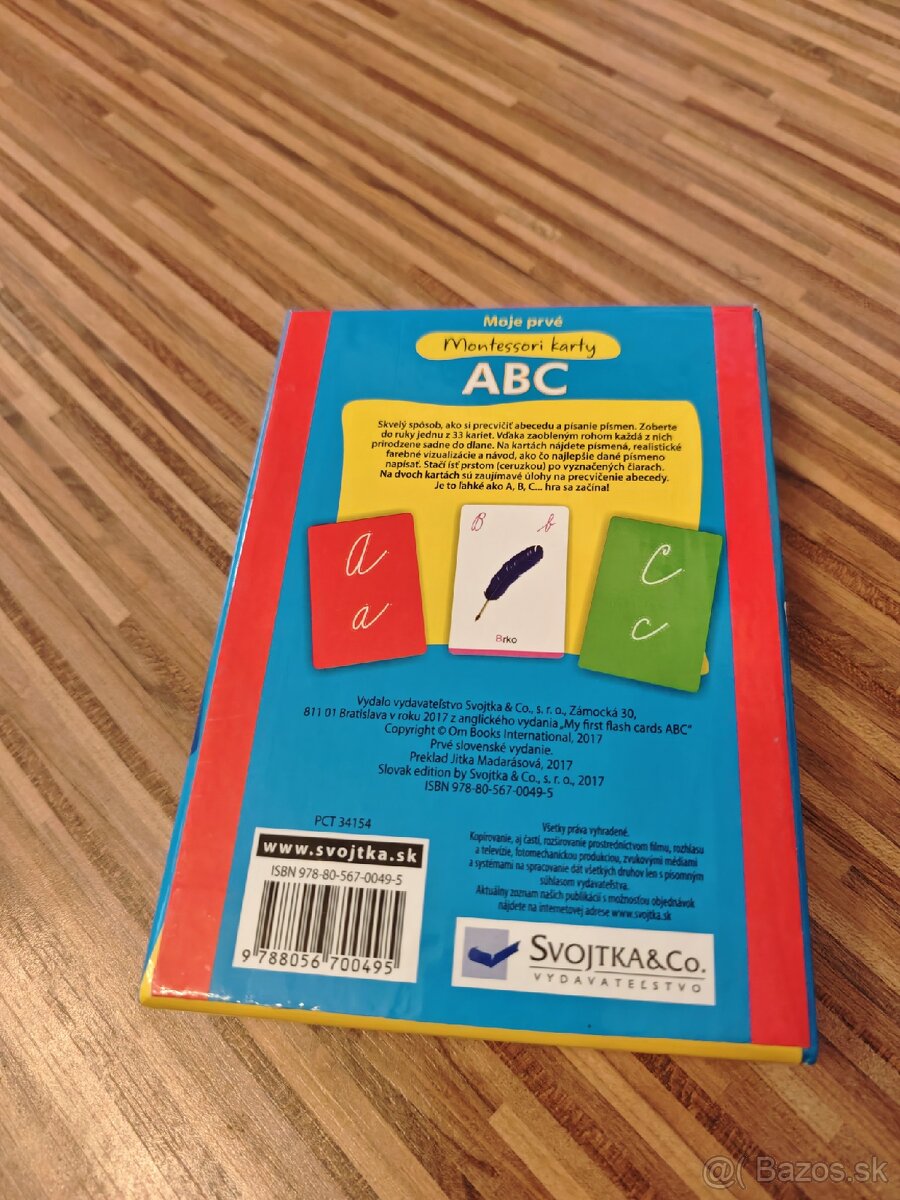 Moje prvé
Montessori karty
ABC
Skvelý spôsob, ako si precvičiť abecedu a písanie písmen. Zoberte
do ruky jednu z 33 kariet. Vďaka zaobleným rohom každá z nich
prirodzene sadne do dlane. Na kartách nájdete písmená, realistické
farebné vizualizácie a návod, ako čo najlepšie dané písmeno
napísať. Stačí ísť prstom (ceruzkou) po vyznačených čiarach.
Na dvoch kartách sú zaujímavé úlohy na precvičenie abecedy.
Je to ľahké ako A, B, C... hra sa začína!
A
a
B b
Brko
C
c
Vydalo vydavateľstvo Svojtka & Co., s. r. o., Zámocká 30,
811 01 Bratislava v roku 2017 z anglického vydania „My first flash cards ABC“
Copyright © Om Books International, 2017
Prvé slovenské vydanie.
Preklad Jitka Madarásová, 2017
Slovak edition by Svojtka & Co., s. r. o., 2017
ISBN 978-80-567-0049-5
PCT 34154
www.svojtka.sk
ISBN 978-80-567-0049-5
9 788056 700495
Všetky práva vyhradené.
Kopírovanie, aj častí, rozširovanie prostredníctvom filmu, rozhlasu
a televízie, fotomechanickou produkciou, zvukovými médiami
a systémami na spracovanie dát všetkých druhov len s písomným
súhlasom vydavateľstva.
Aktuálny zoznam našich publikácií s možnosťou objednávok
nájdete na internetovej adrese www.svojtka.sk
SVOJTKA&CO.
VYDAVATEĽSTVO
@( Bazos.sk